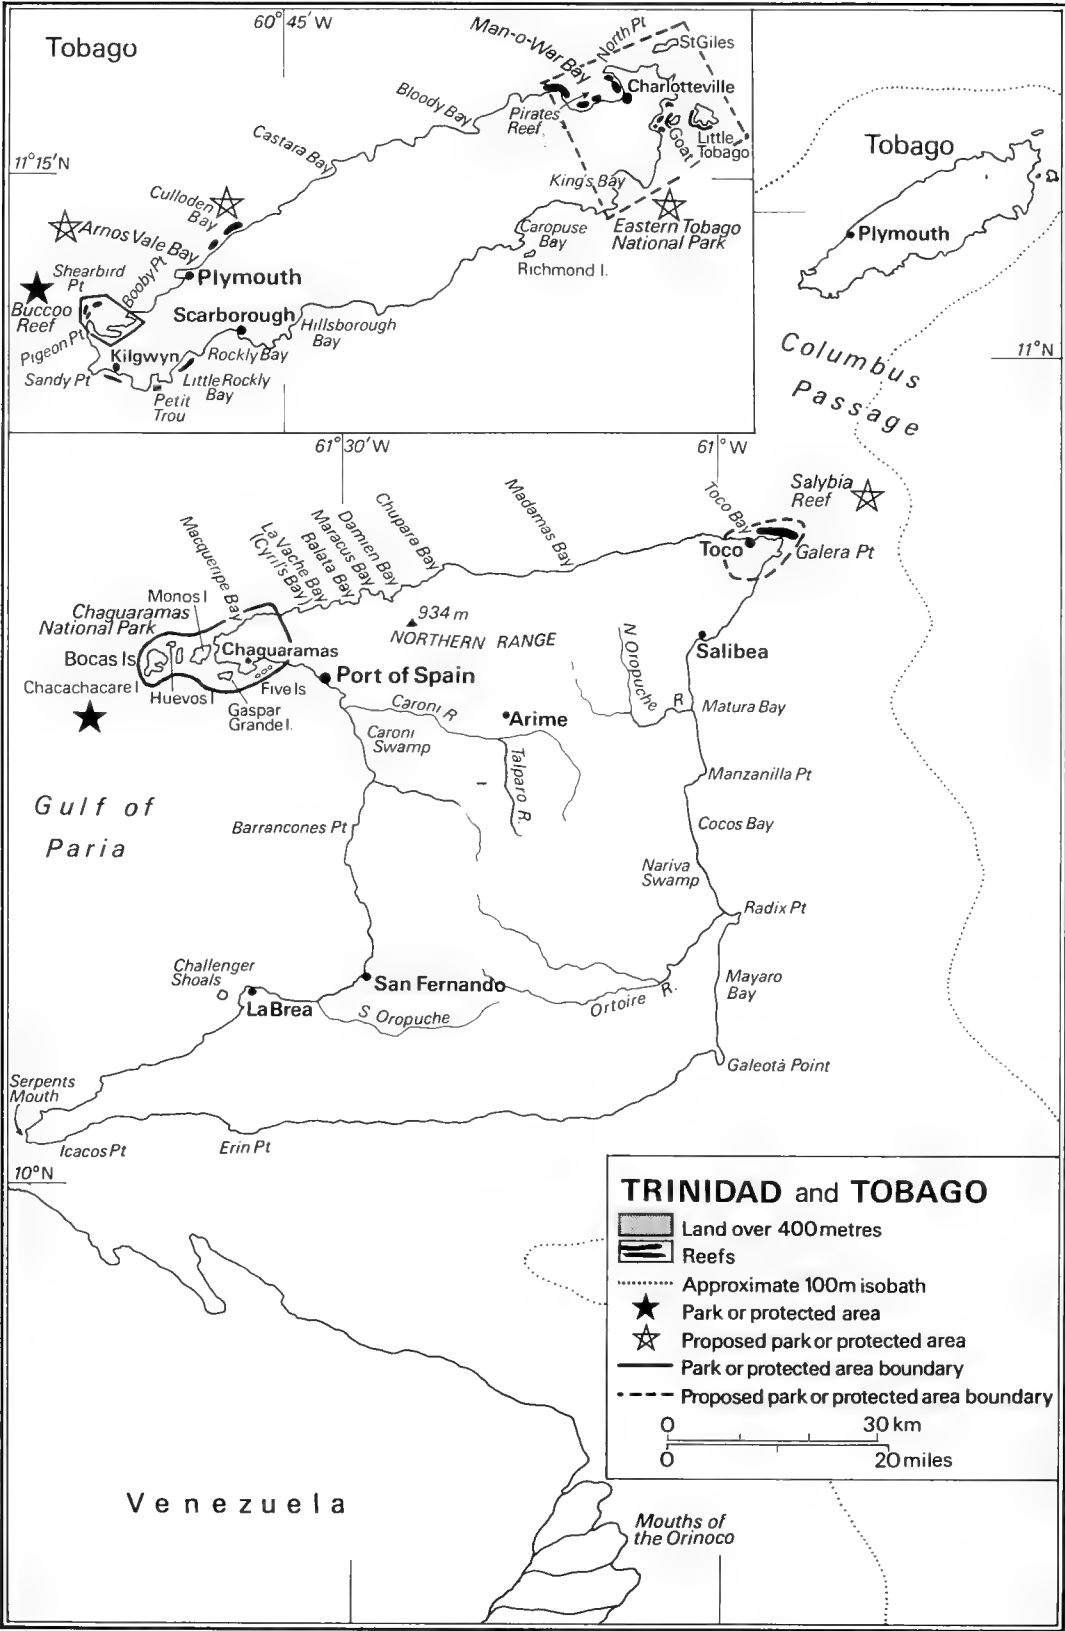 60° 45′ W
Tobago
Man-o-War Bay
North Pt
St Giles
Charlotteville
Bloody Bay
Pirates
Reef
Goat
Little
Tobago
Castara Bay
11° 15′ N
King's Bay
Culloden
Bay
Arnos Vale Bay
Eastern Tobago
National Park
Caropuse
Bay
Richmond I.
Shearbird
Pt
Booby Pt
Plymouth
Buccoo
Reef
Scarborough
Hillsborough
Bay
Pigeon Pt
Kilgwyn
Rockly Bay
Sandy Pt
Little Rockly
Bay
Petit
Trou
Tobago
Plymouth
Columbus
Passage
11° N
61° 30′ W
61° W
Salybia
Reef
Toco Bay
Toco
Galera Pt
Madamas Bay
Chupara Bay
Damien Bay
Maracus Bay
Balata Bay
La Vache Bay
(Cyril's Bay)
Macqueripe Bay
Monos I
Chaguaramas
National Park
934 m
NORTHERN RANGE
Bocas Is
Chaguaramas
Chacachacare I
Huevos I
Five Is
Gaspar
Grande I.
Port of Spain
N Oropuche
R
Salibea
Caroni R
Arime
Matura Bay
Caroni
Swamp
Talparo R.
Manzanilla Pt
Gulf of
Paria
Barrancones Pt
Cocos Bay
Nariva
Swamp
Radix Pt
Challenger
Shoals
San Fernando
Mayaro
Bay
La Brea
S Oropuche
Ortoire R.
Galeota Point
Serpents
Mouth
Icacos Pt
Erin Pt
10° N
TRINIDAD and TOBAGO
Land over 400 metres
Reefs
Approximate 100m isobath
Park or protected area
Proposed park or protected area
Park or protected area boundary
Proposed park or protected area boundary
0 30 km
0 20 miles
Venezuela
Mouths of
the Orinoco